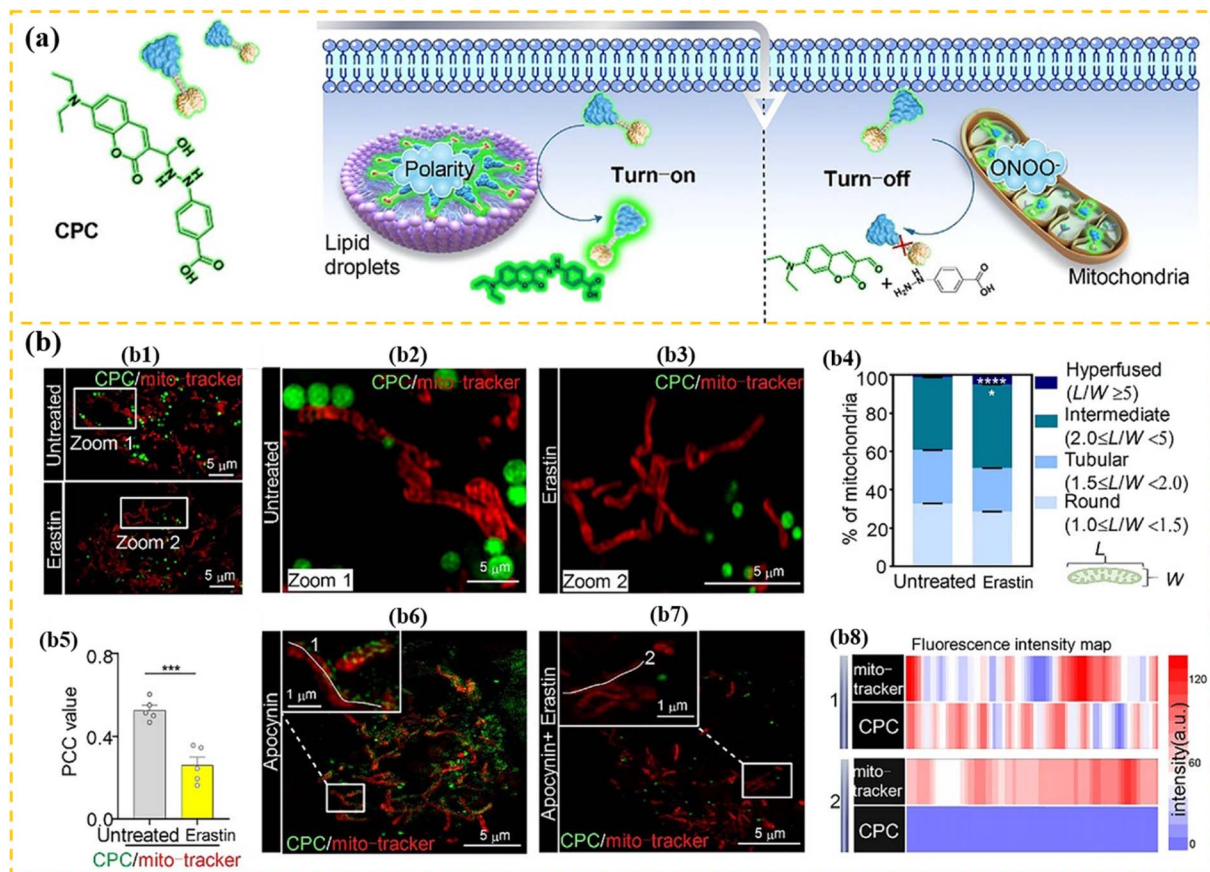 (a)
N
OH
O
O
H
N
N
H
O
OH
CPC
Polarity
Lipid
droplets
Turn-on
Turn-off
ONOO-
Mitochondria
N
O
O
O
+
H2N
H
N
O
OH
(b)
(b1)
CPC/mito-tracker
Untreated
Zoom 1
5 μm
Erastin
Zoom 2
5 μm
(b2)
CPC/mito-tracker
Untreated
Zoom 1
5 μm
(b3)
CPC/mito-tracker
Erastin
Zoom 2
5 μm
(b4)
% of mitochondria
100
80
60
40
20
0
****
*
Untreated Erastin
Hyperfused
(L/W ≥5)
Intermediate
(2.0≤L/W <5)
Tubular
(1.5≤L/W <2.0)
Round
(1.0≤L/W <1.5)
L
W
(b5)
PCC value
0.8
0.4
0.0
***
Untreated Erastin
CPC/mito-tracker
(b6)
Apocynin
1
1 μm
CPC/mito-tracker
5 μm
(b7)
Apocynin+ Erastin
2
1 μm
CPC/mito-tracker
5 μm
(b8)
Fluorescence intensity map
1
mito-
tracker
CPC
2
mito-
tracker
CPC
120
60
0
intensity(a.u.)